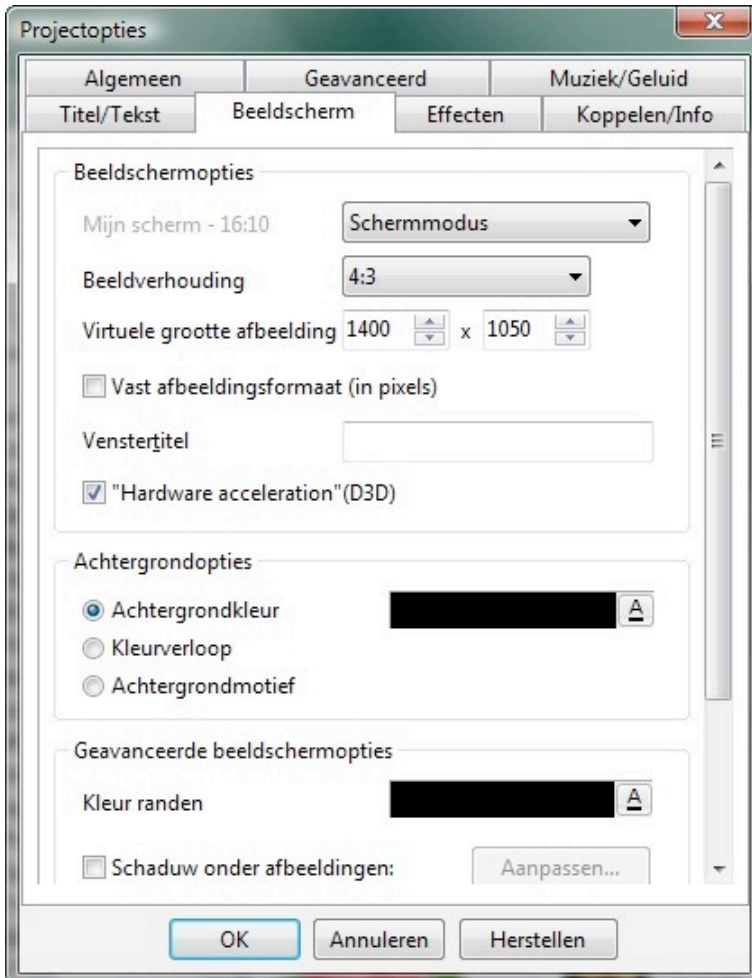 Projectopties
Algemeen Geavanceerd Muziek/Geluid
Titel/Tekst Beeldscherm Effecten Koppelen/Info
Beeldschermopties
Mijn scherm - 16:10 Schermmodus
Beeldverhouding 4:3
Virtuele grootte afbeelding 1400 x 1050
Vast afbeeldingsformaat (in pixels)
Venstertitel
"Hardware acceleration"(D3D)
Achtergrondopties
Achtergrondkleur A
Kleurverloop
Achtergrondmotief
Geavanceerde beeldschermopties
Kleur randen A
Schaduw onder afbeeldingen: Aanpassen...
OK Annuleren Herstellen